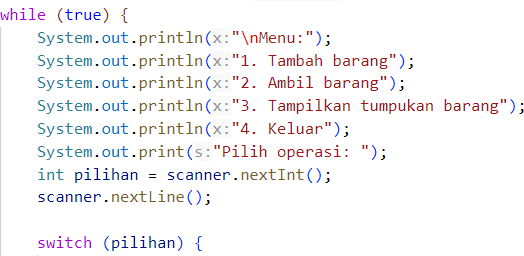 while (true) {
System.out.println(x:"\nMenu:");
System.out.println(x:"1. Tambah barang");
System.out.println(x:"2. Ambil barang");
System.out.println(x:"3. Tampilkan tumpukan barang");
System.out.println(x:"4. Keluar");
System.out.print(s:"Pilih operasi: ");
int pilihan = scanner.nextInt();
scanner.nextLine();
switch (pilihan) {